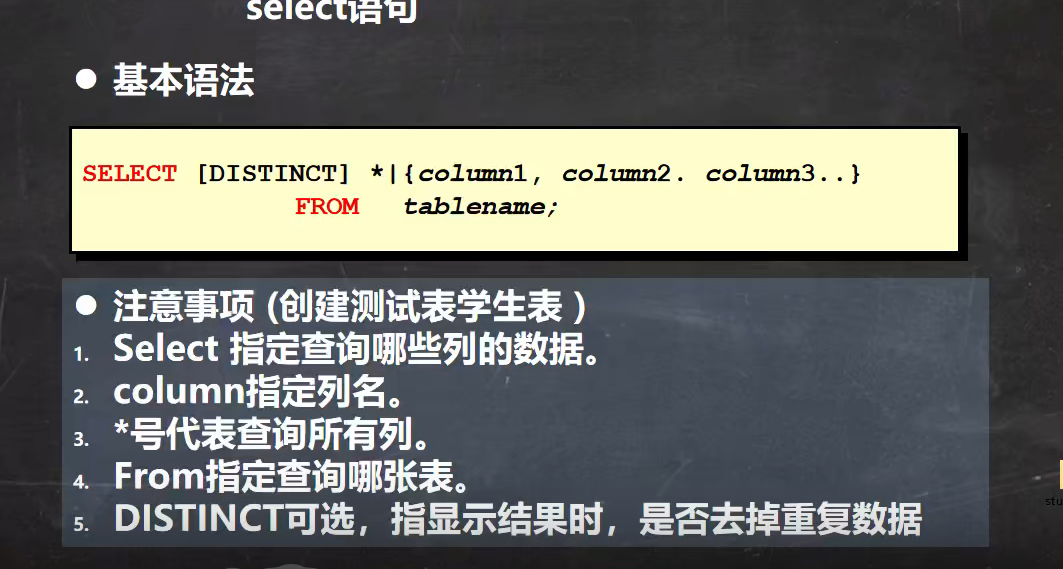 select语句
● 基本语法
SELECT [DISTINCT] *|{column1, column2. column3..}
FROM tablename;
● 注意事项 (创建测试表学生表 )
1. Select 指定查询哪些列的数据。
2. column指定列名。
3. *号代表查询所有列。
4. From指定查询哪张表。
5. DISTINCT可选，指显示结果时，是否去掉重复数据
stu